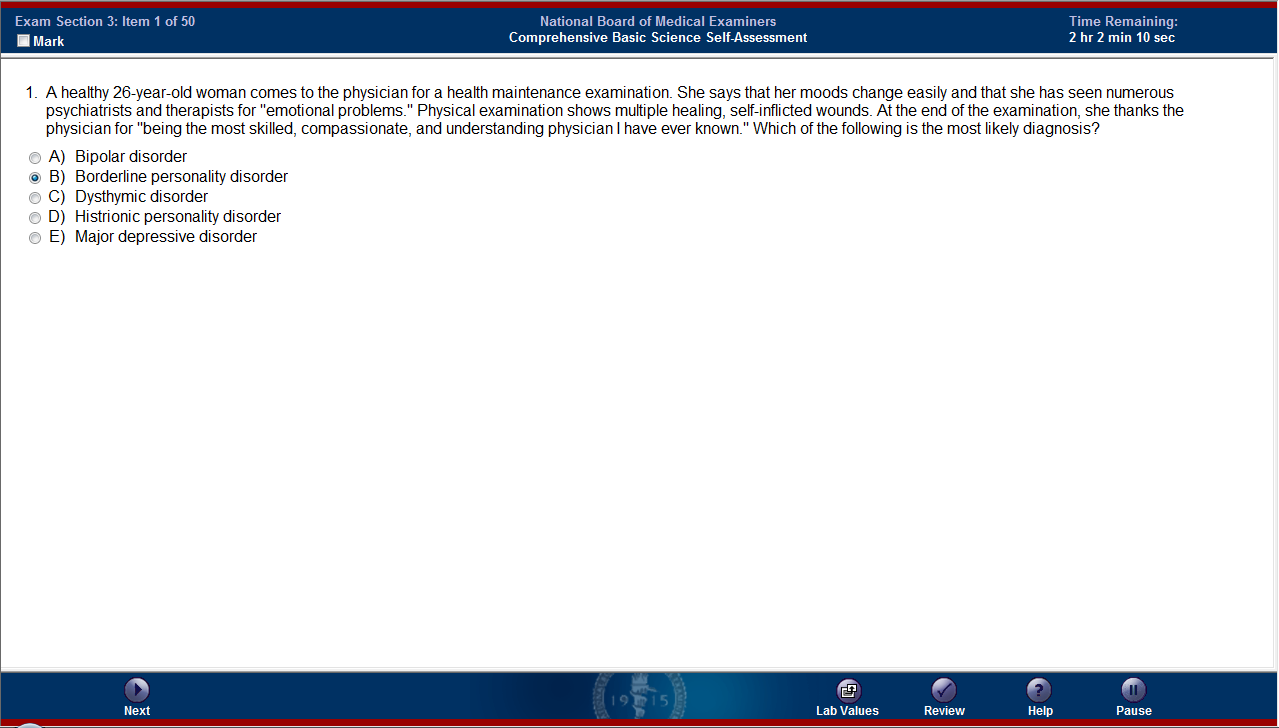 Exam Section 3: Item 1 of 50
National Board of Medical Examiners
Time Remaining:
Mark
Comprehensive Basic Science Self-Assessment
2 hr 2 min 10 sec
1. A healthy 26-year-old woman comes to the physician for a health maintenance examination. She says that her moods change easily and that she has seen numerous
psychiatrists and therapists for "emotional problems." Physical examination shows multiple healing, self-inflicted wounds. At the end of the examination, she thanks the
physician for "being the most skilled, compassionate, and understanding physician I have ever known." Which of the following is the most likely diagnosis?
A) Bipolar disorder
B) Borderline personality disorder
C) Dysthymic disorder
D) Histrionic personality disorder
E) Major depressive disorder
1915
Next
Lab Values
Review
Help
Pause